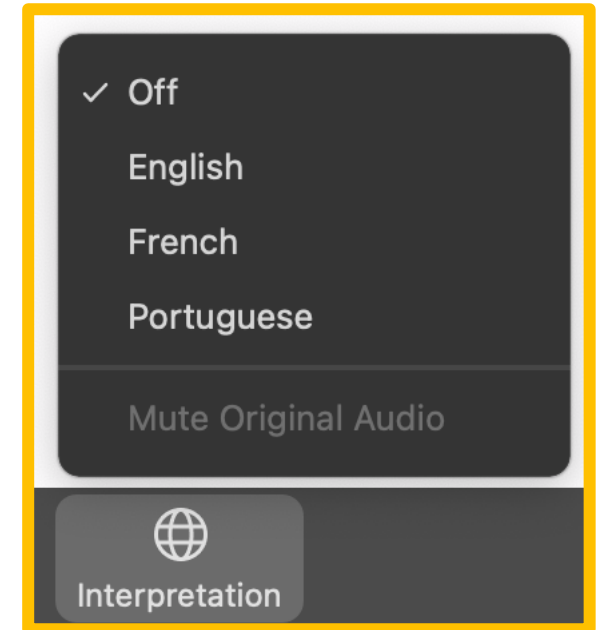 Off
English
French
Portuguese
Mute Original Audio
Interpretation